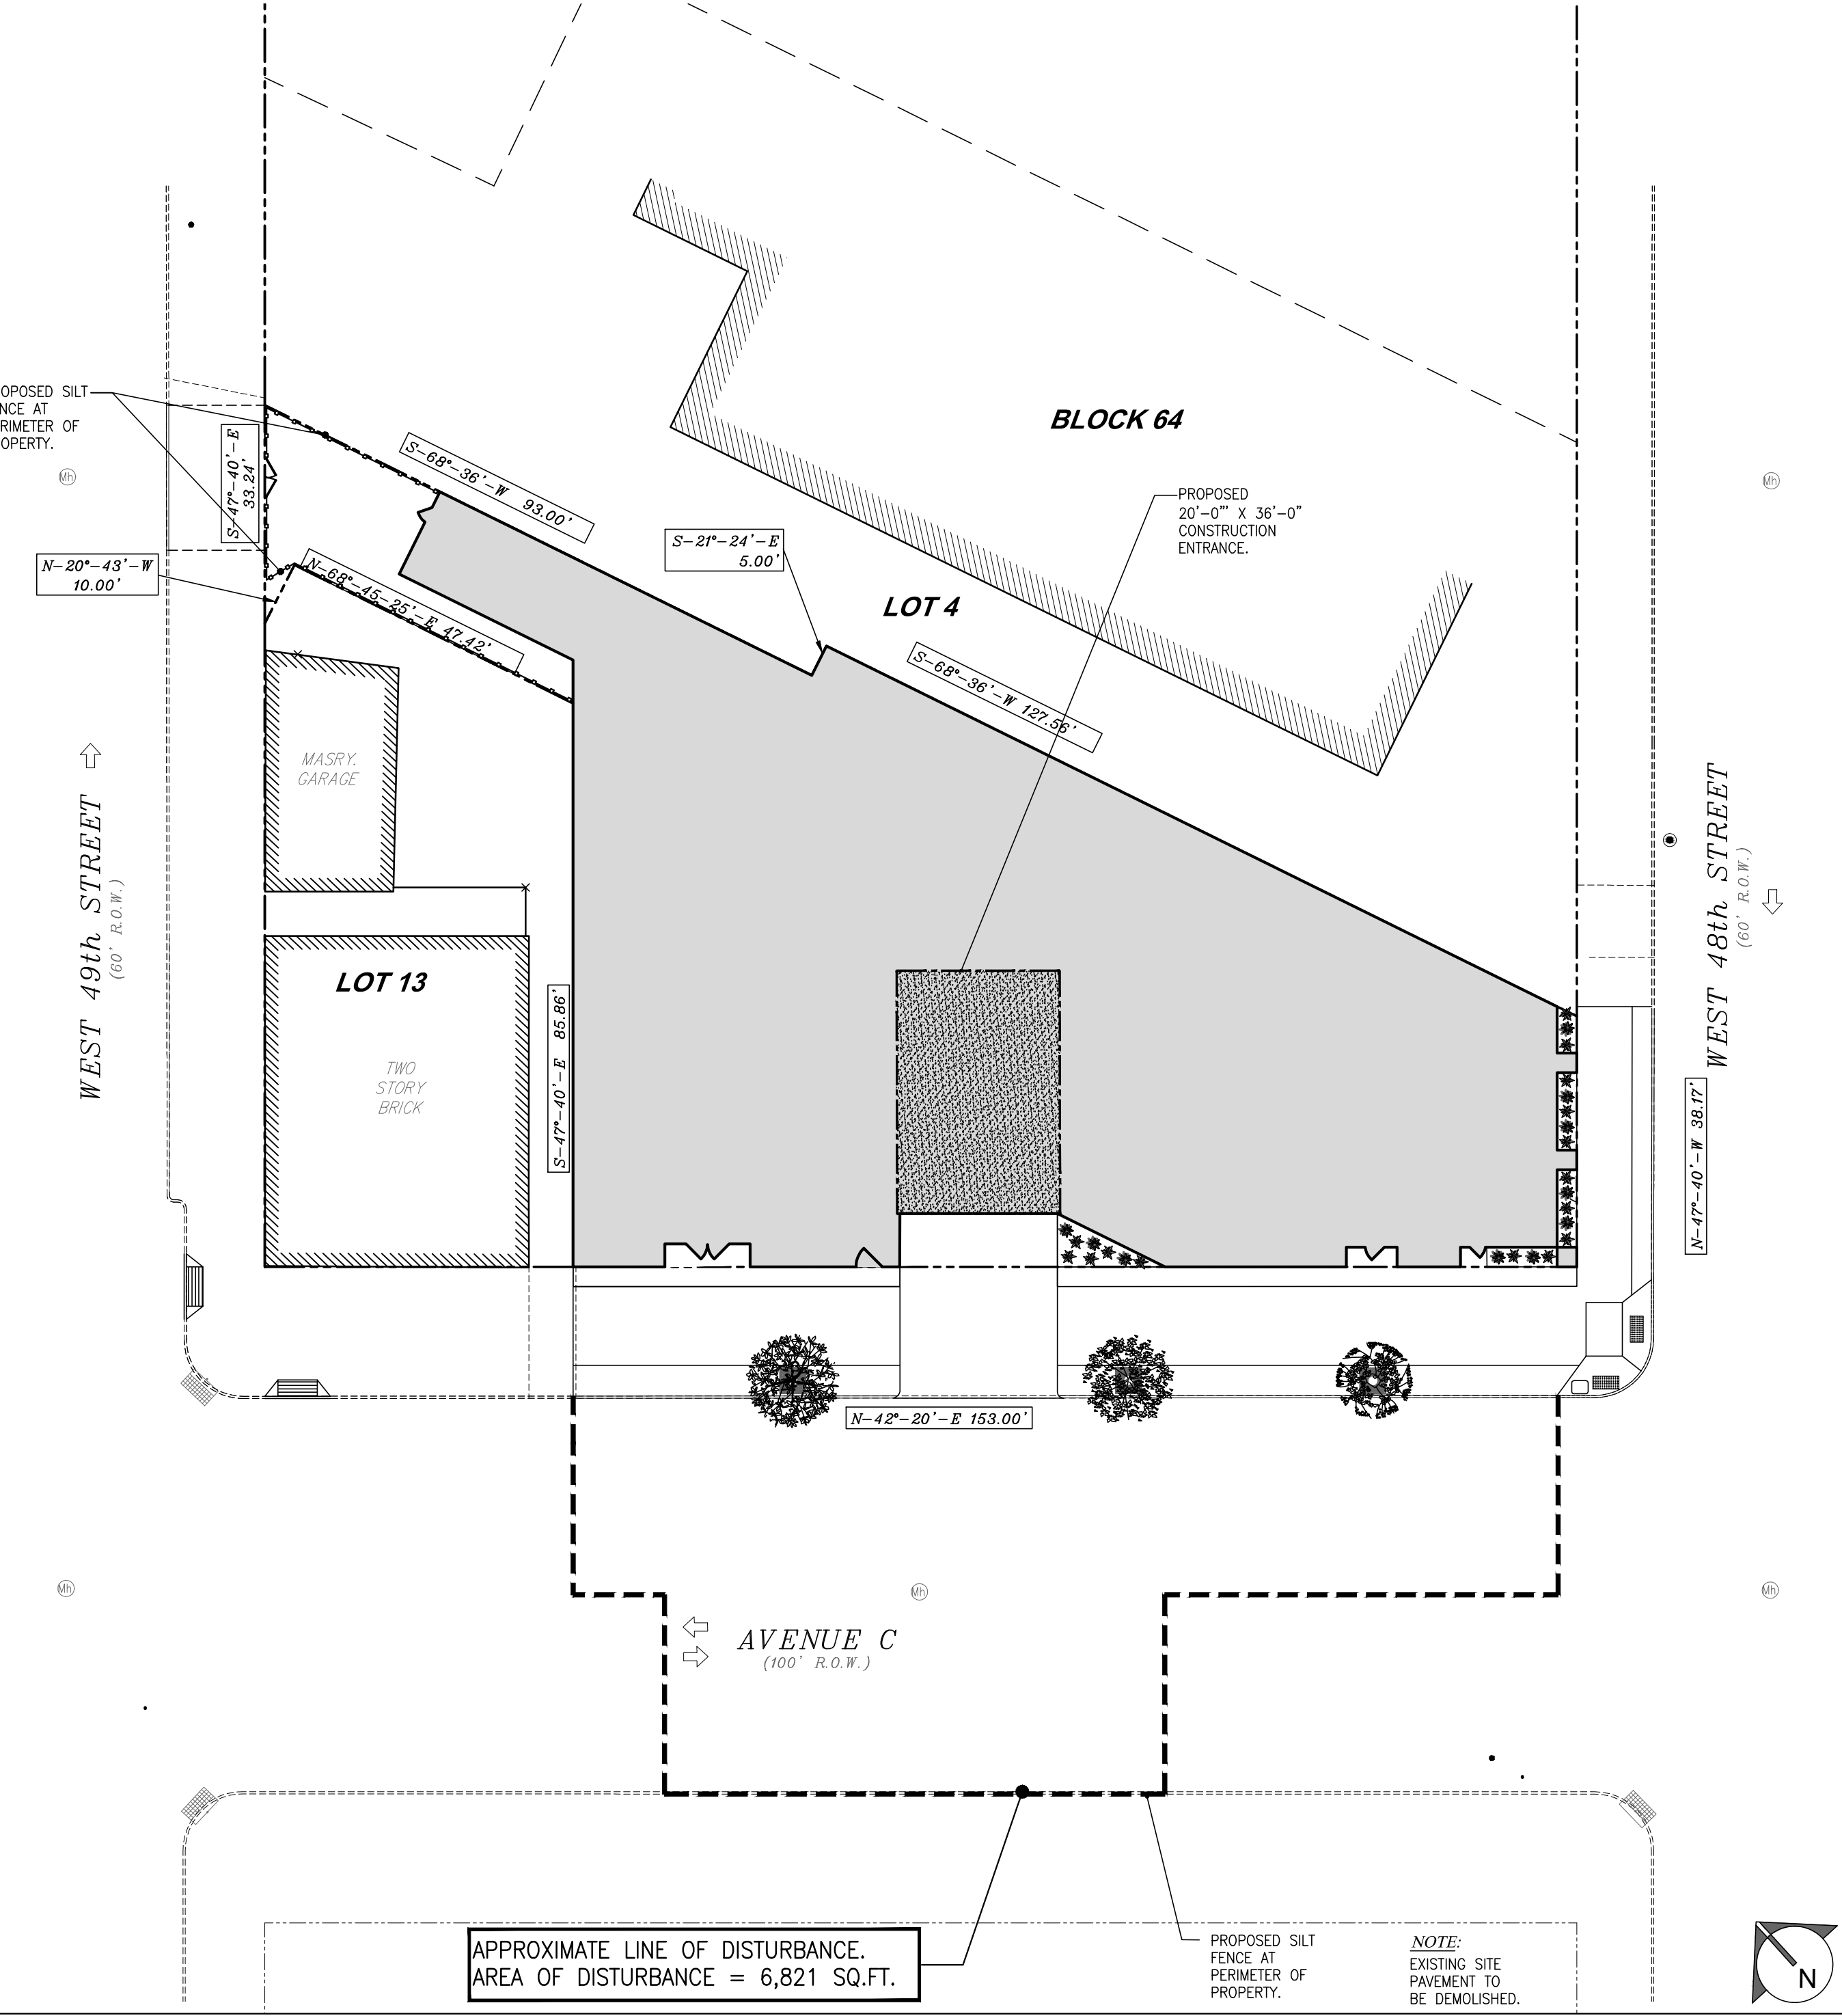 OPOSED SILT
NCE AT
RIMETER OF
OPERTY.
S-47°-40'-E
33.24'
N-20°-43'-W
10.00'
S-68°-36'-W 93.00'
N-68°-45-25'-E 47.42'
S-21°-24'-E
5.00'
BLOCK 64
PROPOSED
20'-0"' X 36'-0"
CONSTRUCTION
ENTRANCE.
LOT 4
S-68°-36'-W 127.56'
MASRY.
GARAGE
LOT 13
TWO
STORY
BRICK
S-47°-40'-E 85.86'
WEST 49th STREET
(60' R.O.W.)
WEST 48th STREET
(60' R.O.W.)
N-47°-40'-W 38.17'
Mh
Mh
N-42°-20'-E 153.00'
Mh
Mh
Mh
AVENUE C
(100' R.O.W.)
APPROXIMATE LINE OF DISTURBANCE.
AREA OF DISTURBANCE = 6,821 SQ.FT.
PROPOSED SILT
FENCE AT
PERIMETER OF
PROPERTY.
NOTE:
EXISTING SITE
PAVEMENT TO
BE DEMOLISHED.
N